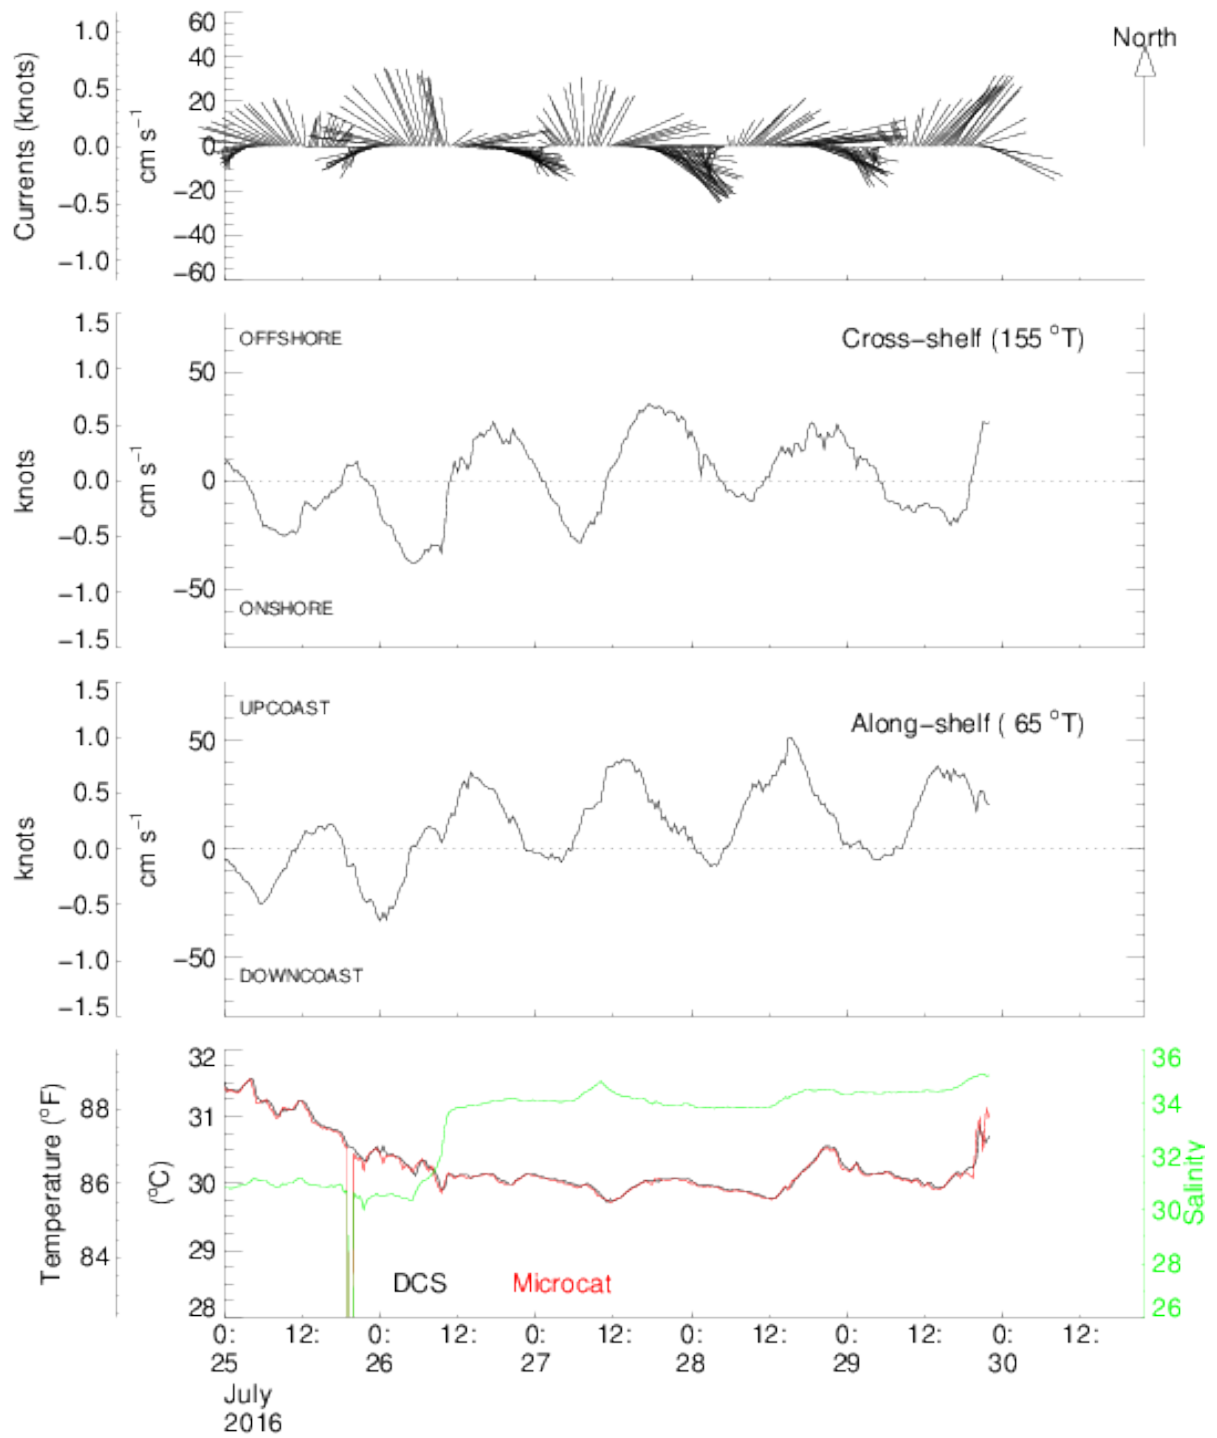 Currents (knots)
1.0
0.5
0.0
−0.5
−1.0
cm s⁻¹
60
40
20
0
−20
−40
−60
North
knots
1.5
1.0
0.5
0.0
−0.5
−1.0
−1.5
cm s⁻¹
50
0
−50
OFFSHORE
Cross−shelf (155 °T)
ONSHORE
knots
1.5
1.0
0.5
0.0
−0.5
−1.0
−1.5
cm s⁻¹
50
0
−50
UPCOAST
Along−shelf ( 65 °T)
DOWNCOAST
Temperature (°F)
88
86
84
(°C)
32
31
30
29
28
DCS Microcat
36
34
32
30
28
26
Salinity
0: 12: 0: 12: 0: 12: 0: 12: 0: 12: 0: 12:
25 26 27 28 29 30
July
2016